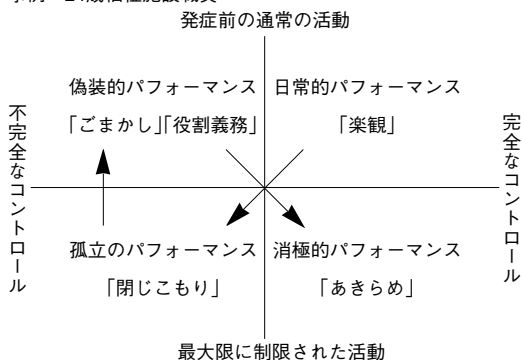 発症前の通常の活動
偽装的パフォーマンス
「ごまかし」「役割義務」
日常的パフォーマンス
「楽観」
不完全なコントロール
完全なコントロール
孤立のパフォーマンス
「閉じこもり」
消極的パフォーマンス
「あきらめ」
最大限に制限された活動